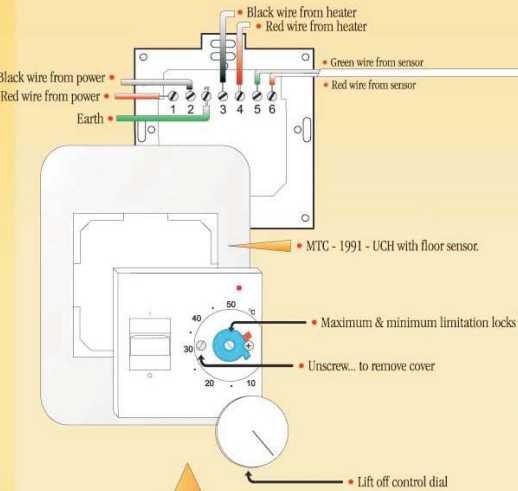 Black wire from heater
Red wire from heater
Green wire from sensor
Black wire from power
Red wire from sensor
Red wire from power
Earth
1 2 3 4 5 6
MTC - 1991 - UCH with floor sensor.
50
°C
40
30
20
10
Maximum & minimum limitation locks
Unscrew... to remove cover
Lift off control dial